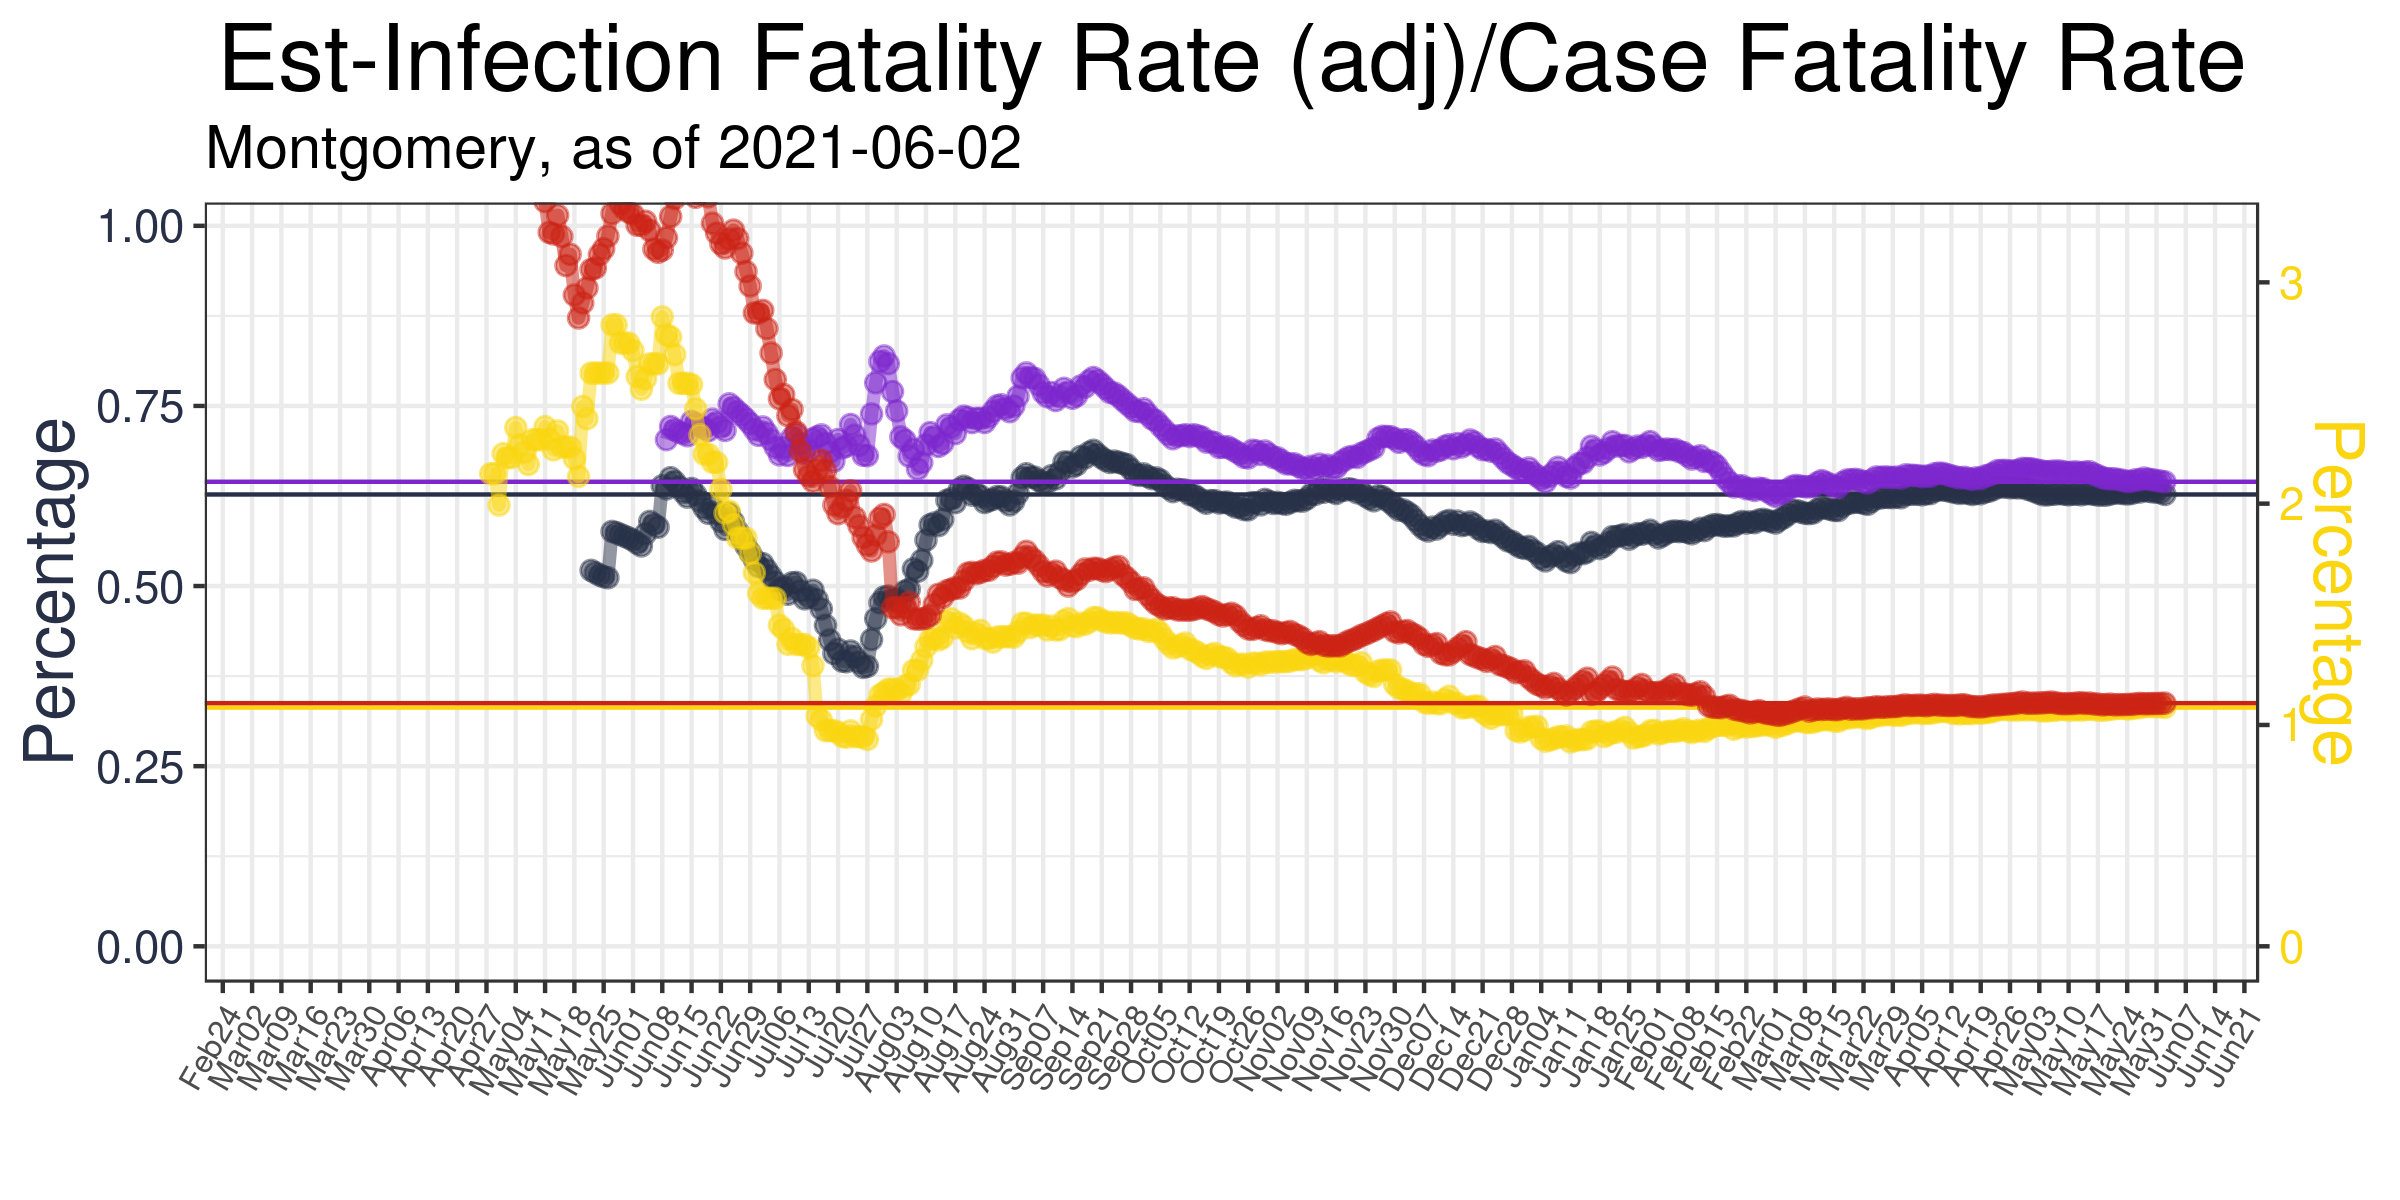 Est-Infection Fatality Rate (adj)/Case Fatality Rate
Montgomery, as of 2021-06-02
Percentage
1.00
0.75
0.50
0.25
0.00
3
2
1
0
Percentage
Feb24 Mar02 Mar09 Mar16 Mar23 Mar30 Apr06 Apr13 Apr20 Apr27 May04 May11 May18 May25 Jun01 Jun08 Jun15 Jun22 Jun29 Jul06 Jul13 Jul20 Jul27 Aug03 Aug10 Aug17 Aug24 Aug31 Sep07 Sep14 Sep21 Sep28 Oct05 Oct12 Oct19 Oct26 Nov02 Nov09 Nov16 Nov23 Nov30 Dec07 Dec14 Dec21 Dec28 Jan04 Jan11 Jan18 Jan25 Feb01 Feb08 Feb15 Feb22 Mar01 Mar08 Mar15 Mar22 Mar29 Apr05 Apr12 Apr19 Apr26 May03 May10 May17 May24 May31 Jun07 Jun14 Jun21